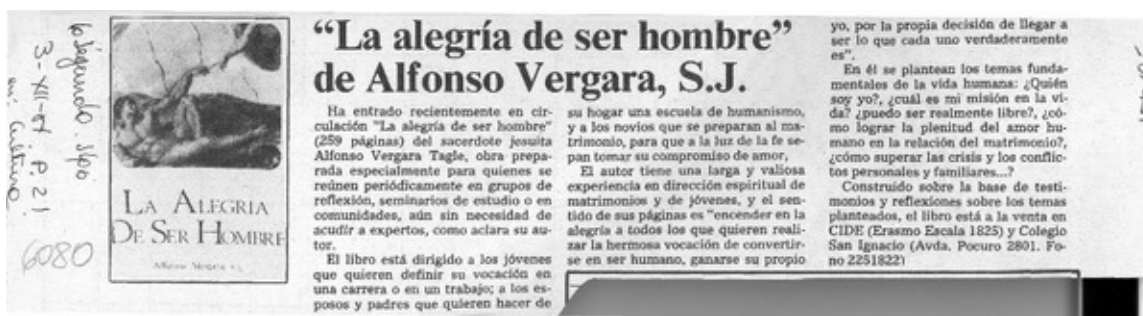 La Segunda. Stgo
3-XII-87 P. 21
6080
LA ALEGRIA
DE SER HOMBRE
Alfonso Vergara s.j.
“La alegría de ser hombre”
de Alfonso Vergara, S.J.
Ha entrado recientemente en cir-
culación "La alegría de ser hombre"
(259 páginas) del sacerdote jesuita
Alfonso Vergara Tagle, obra prepa-
rada especialmente para quienes se
reúnen periódicamente en grupos de
reflexión, seminarios de estudio o en
comunidades, aún sin necesidad de
acudir a expertos, como aclara su au-
tor.
El libro está dirigido a los jóvenes
que quieren definir su vocación en
una carrera o en un trabajo; a los es-
posos y padres que quieren hacer de
su hogar una escuela de humanismo,
y a los novios que se preparan al ma-
trimonio, para que a la luz de la fe se-
pan tomar su compromiso de amor,
El autor tiene una larga y valiosa
experiencia en dirección espiritual de
matrimonios y de jóvenes, y el sen-
tido de sus páginas es "encender en la
alegría a todos los que quieren reali-
zar la hermosa vocación de convertir-
se en ser humano, ganarse su propio
yo, por la propia decisión de llegar a
ser lo que cada uno verdaderamente
es".
En él se plantean los temas funda-
mentales de la vida humana: ¿Quién
soy yo?, ¿cuál es mi misión en la vi-
da? ¿puedo ser realmente libre?, ¿có-
mo lograr la plenitud del amor hu-
mano en la relación del matrimonio?,
¿cómo superar las crisis y los conflic-
tos personales y familiares...?
Construido sobre la base de testi-
monios y reflexiones sobre los temas
planteados, el libro está a la venta en
CIDE (Erasmo Escala 1825) y Colegio
San Ignacio (Avda. Pocuro 2801. Fo-
no 2251822)